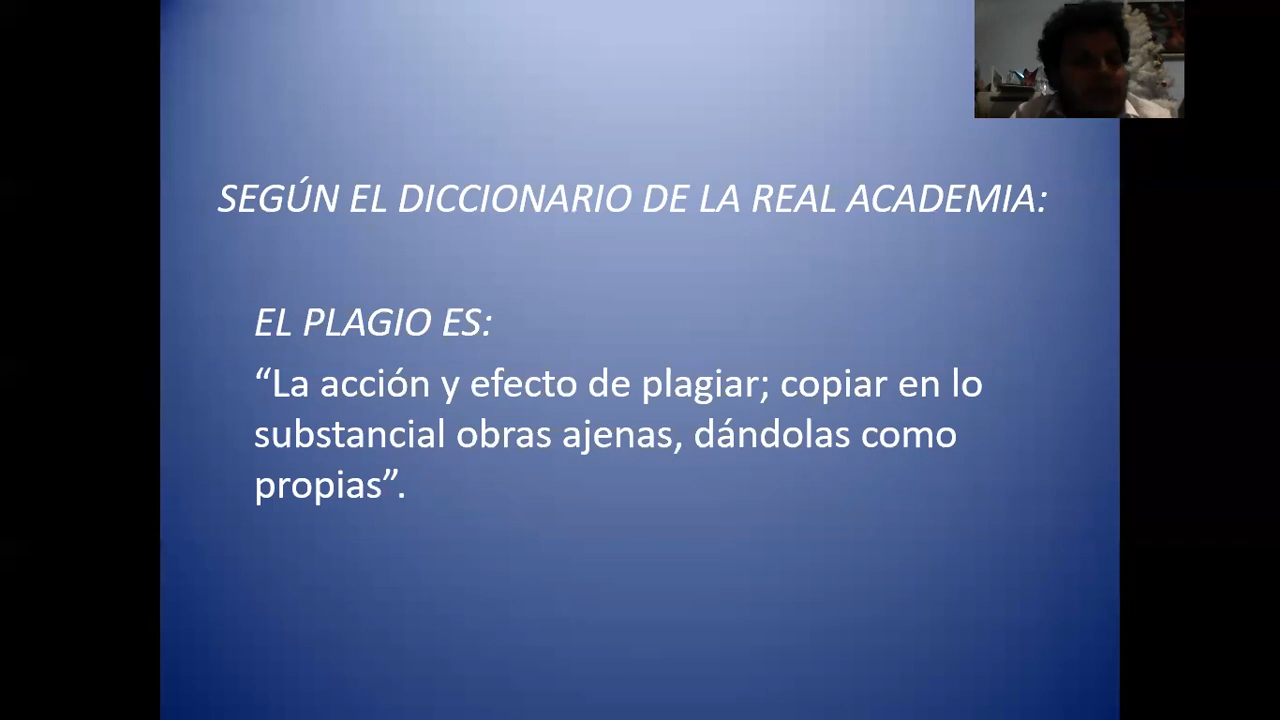 SEGÚN EL DICCIONARIO DE LA REAL ACADEMIA:
EL PLAGIO ES:
“La acción y efecto de plagiar; copiar en lo
substancial obras ajenas, dándolas como
propias”.